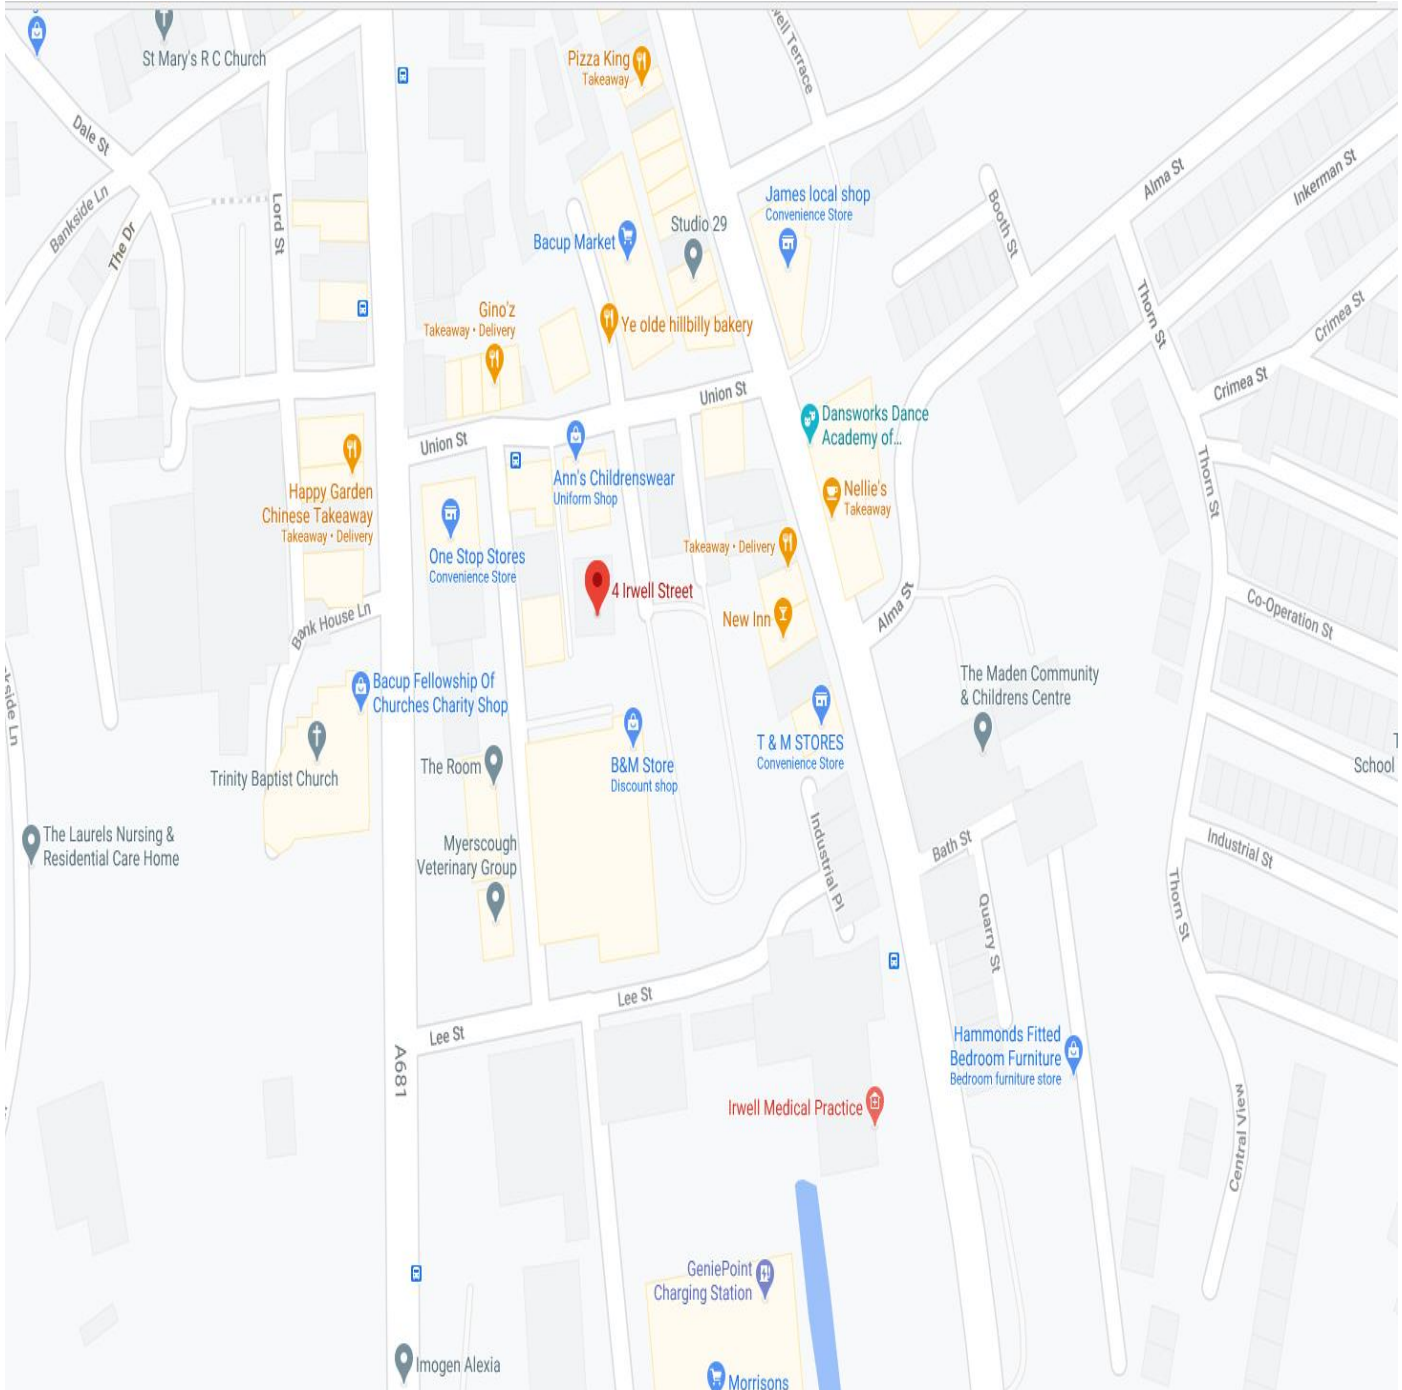 St Mary's R C Church
Pizza King
Takeaway
well Terrace
Dale St
Bankside Ln
The Dr
Lord St
James local shop
Convenience Store
Studio 29
Bacup Market
Booth St
Alma St
Inkerman St
Gino'z
Takeaway • Delivery
Ye olde hillbilly bakery
Thorn St
Crimea St
Crimea St
Union St
Union St
Dansworks Dance
Academy of...
Happy Garden
Chinese Takeaway
Takeaway • Delivery
Ann's Childrenswear
Uniform Shop
Nellie's
Takeaway
Thorn St
One Stop Stores
Convenience Store
Takeaway • Delivery
4 Irwell Street
New Inn
Alma St
Co-Operation St
Bank House Ln
Bacup Fellowship Of
Churches Charity Shop
The Maden Community
& Childrens Centre
kside Ln
Trinity Baptist Church
The Room
B&M Store
Discount shop
T & M STORES
Convenience Store
School
The Laurels Nursing &
Residential Care Home
Myerscough
Veterinary Group
Industrial Pl
Bath St
Industrial St
Quarry St
Thorn St
Lee St
Lee St
A681
Hammonds Fitted
Bedroom Furniture
Bedroom furniture store
Irwell Medical Practice
Central View
GeniePoint
Charging Station
Imogen Alexia
Morrisons